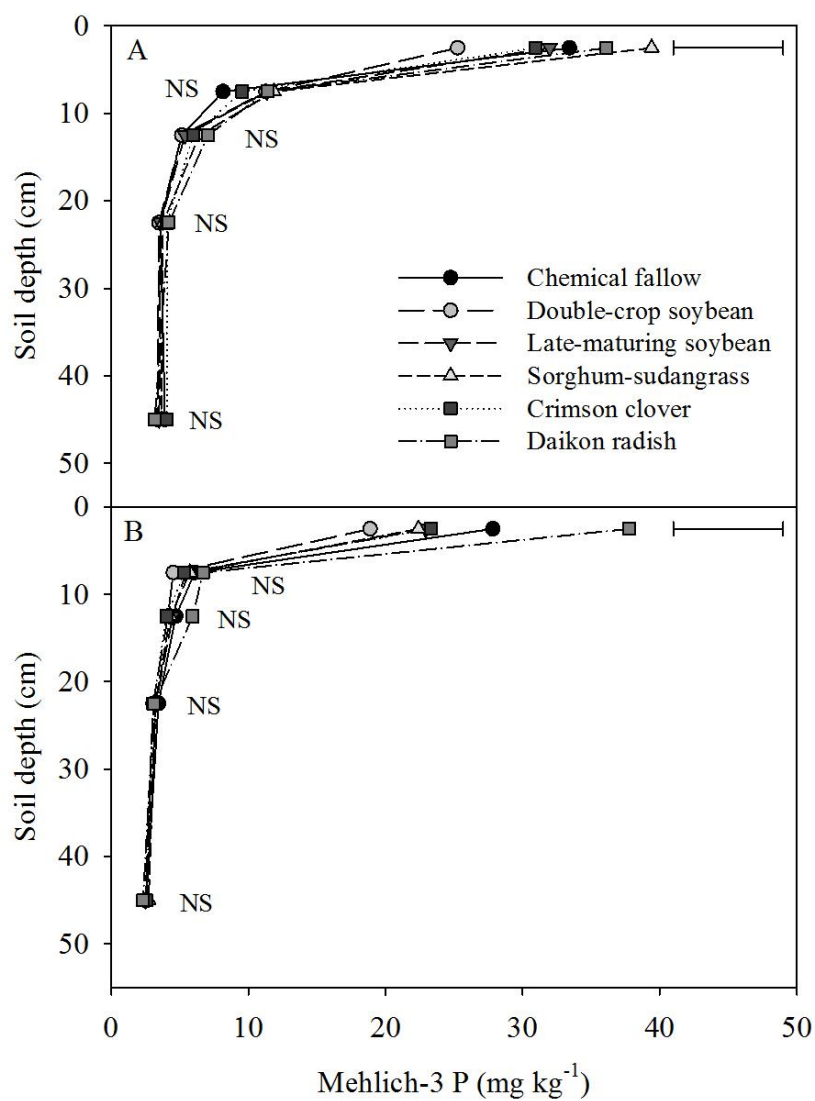 0
A
NS
10
NS
20
NS
30
Chemical fallow
Double-crop soybean
Late-maturing soybean
40
Sorghum-sudangrass
Crimson clover
NS
Daikon radish
50
Soil depth (cm)
0
B
NS
10
NS
20
NS
30
40
NS
50
Soil depth (cm)
0 10 20 30 40 50
Mehlich-3 P (mg kg⁻¹)